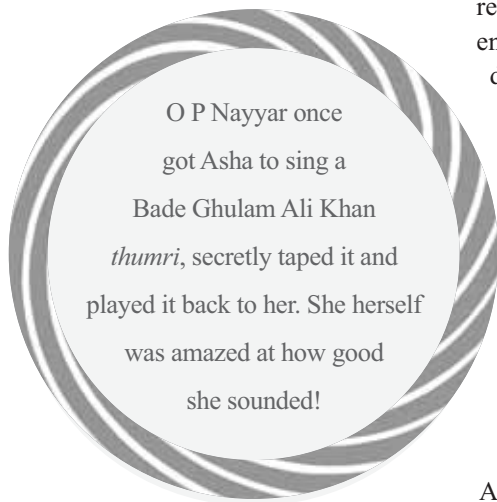 O P Nayyar once
got Asha to sing a
Bade Ghulam Ali Khan
thumri, secretly taped it and
played it back to her. She herself
was amazed at how good
she sounded!